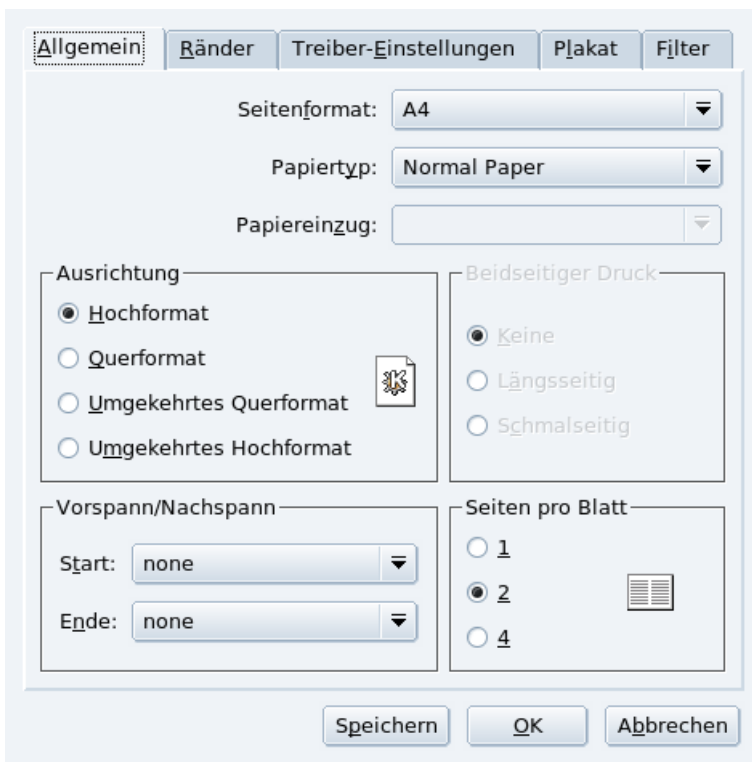 Allgemein Ränder Treiber-Einstellungen Plakat Filter
Seitenformat: A4
Papiertyp: Normal Paper
Papiereinzug:
Ausrichtung
Hochformat
Querformat
Umgekehrtes Querformat
Umgekehrtes Hochformat
Beidseitiger Druck
Keine
Längsseitig
Schmalseitig
Vorspann/Nachspann
Start: none
Ende: none
Seiten pro Blatt
1
2
4
Speichern OK Abbrechen